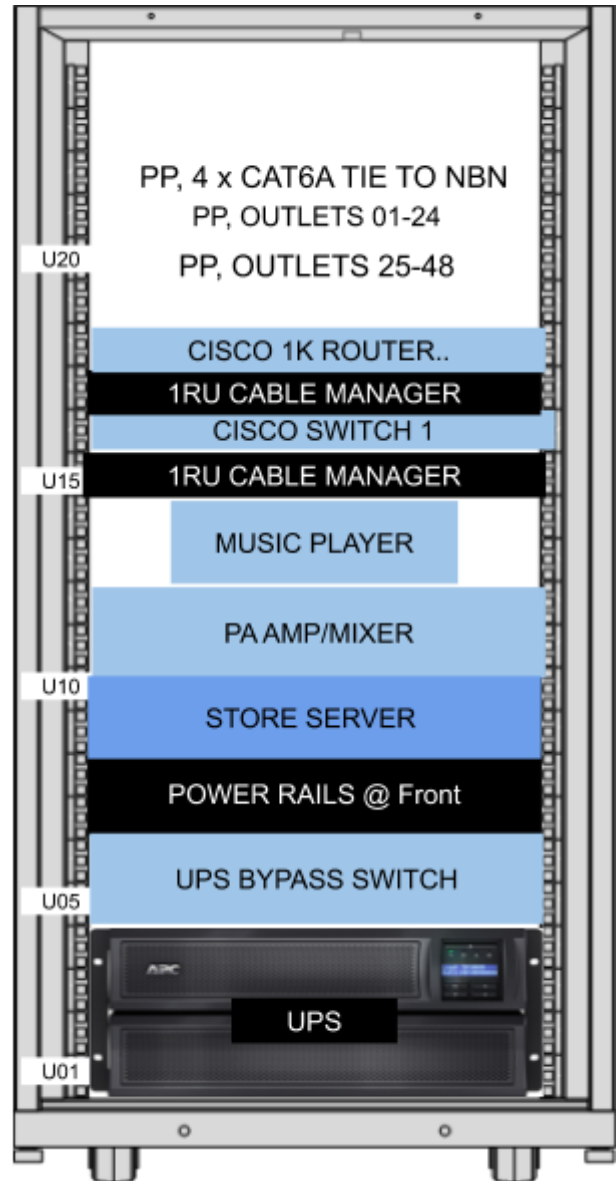 PP, 4 x CAT6A TIE TO NBN
PP, OUTLETS 01-24
U20
PP, OUTLETS 25-48
CISCO 1K ROUTER..
1RU CABLE MANAGER
CISCO SWITCH 1
U15
1RU CABLE MANAGER
MUSIC PLAYER
PA AMP/MIXER
U10
STORE SERVER
POWER RAILS @ Front
UPS BYPASS SWITCH
U05
APC
UPS
U01